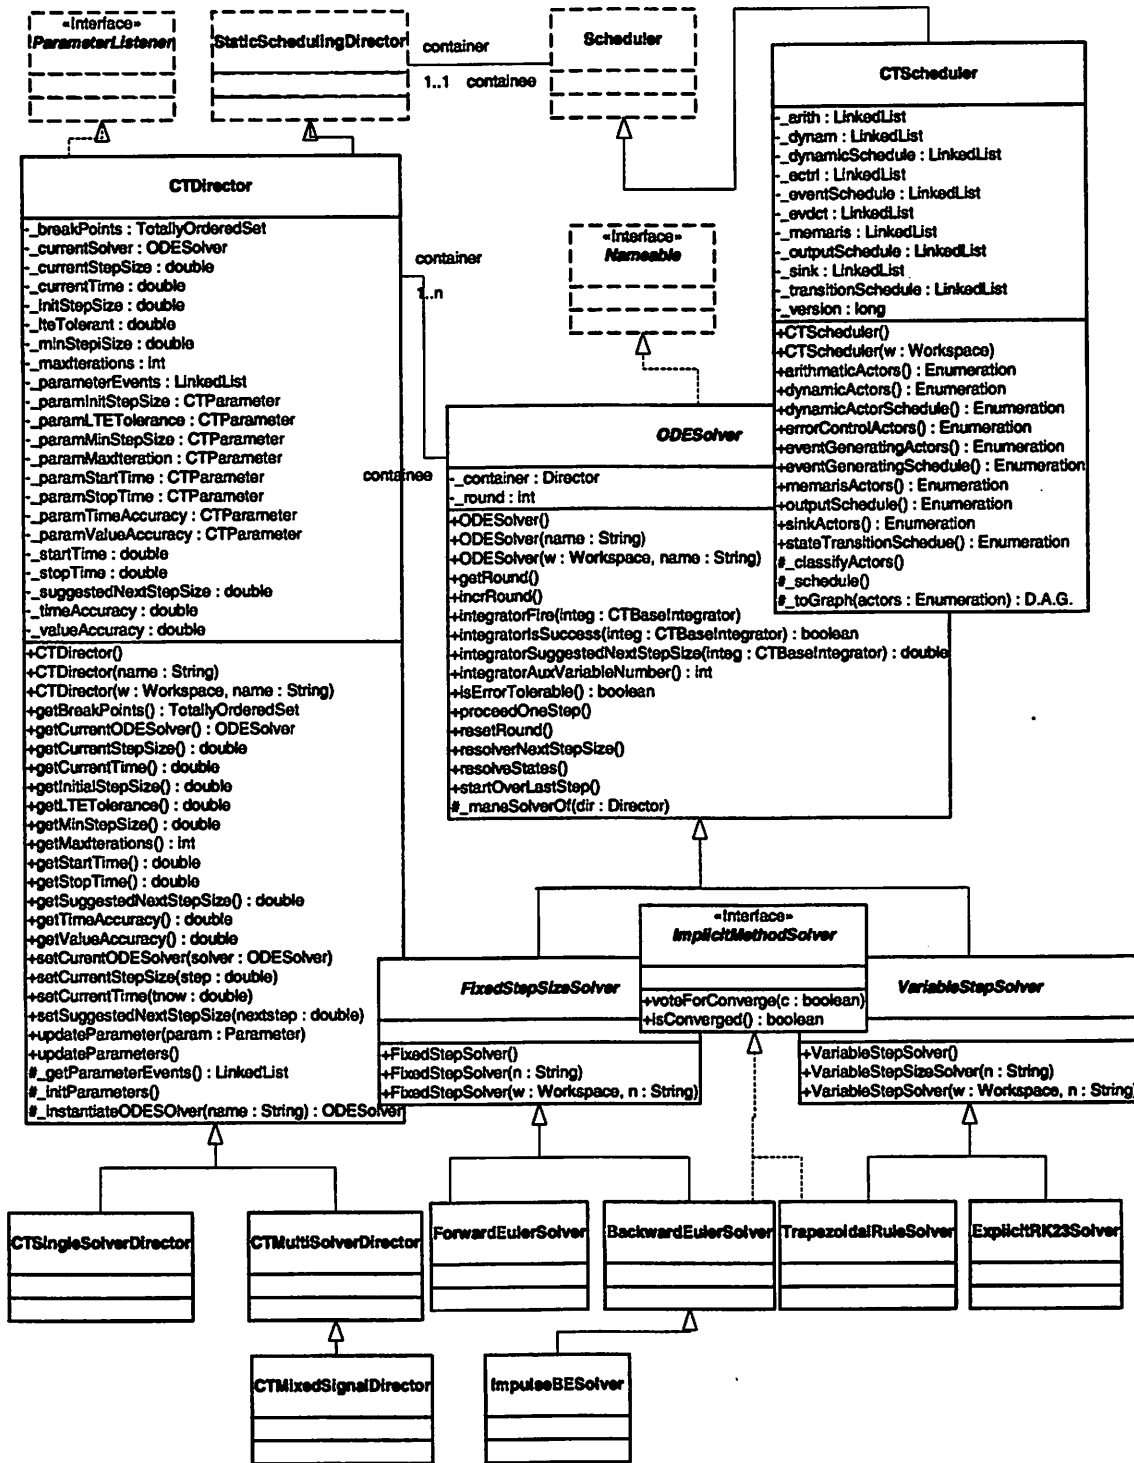 «Interface»
ParameterListener
StaticSchedulingDirector
container
1..1 containee
Scheduler
CTScheduler
-_arith : LinkedList
-_dynam : LinkedList
-_dynamicSchedule : LinkedList
-_ectrl : LinkedList
-_eventSchedule : LinkedList
-_evdct : LinkedList
-_memaris : LinkedList
-_outputSchedule : LinkedList
-_sink : LinkedList
-_transitionSchedule : LinkedList
-_version : long
+CTScheduler()
+CTScheduler(w : Workspace)
+arithmaticActors() : Enumeration
+dynamicActors() : Enumeration
+dynamicActorSchedule() : Enumeration
+errorControlActors() : Enumeration
+eventGeneratingActors() : Enumeration
+eventGeneratingSchedule() : Enumeration
+memarisActors() : Enumeration
+outputSchedule() : Enumeration
+sinkActors() : Enumeration
+stateTransitionSchedue() : Enumeration
#_classifyActors()
#_schedule()
#_toGraph(actors : Enumeration) : D.A.G.
CTDirector
-_breakPoints : TotallyOrderedSet
-_currentSolver : ODESolver
-_currentStepSize : double
-_currentTime : double
-_initStepSize : double
-_lteTolerant : double
-_minStepiSize : double
-_maxIterations : int
-_parameterEvents : LinkedList
-_paramInitStepSize : CTParameter
-_paramLTETolerance : CTParameter
-_paramMinStepSize : CTParameter
-_paramMaxIteration : CTParameter
-_paramStartTime : CTParameter
-_paramStopTime : CTParameter
-_paramTimeAccuracy : CTParameter
-_paramValueAccuracy : CTParameter
-_startTime : double
-_stopTime : double
-_suggestedNextStepSize : double
-_timeAccuracy : double
-_valueAccuracy : double
+CTDirector()
+CTDirector(name : String)
+CTDirector(w : Workspace, name : String)
+getBreakPoints() : TotallyOrderedSet
+getCurrentODESolver() : ODESolver
+getCurrentStepSize() : double
+getCurrentTime() : double
+getInitialStepSize() : double
+getLTETolerance() : double
+getMinStepSize() : double
+getMaxIterations() : int
+getStartTime() : double
+getStopTime() : double
+getSuggestedNextStepSize() : double
+getTimeAccuracy() : double
+getValueAccuracy() : double
+setCurentODESolver(solver : ODESolver)
+setCurrentStepSize(step : double)
+setCurrentTime(tnow : double)
+setSuggestedNextStepSize(nextstep : double)
+updateParameter(param : Parameter)
+updateParameters()
#_getParameterEvents() : LinkedList
#_initParameters()
#_instantiateODESOlver(name : String) : ODESolver
container
1..n
containee
«Interface»
Nameable
ODESolver
-_container : Director
-_round : int
+ODESolver()
+ODESolver(name : String)
+ODESolver(w : Workspace, name : String)
+getRound()
+incrRound()
+integratorFire(integ : CTBaseIntegrator)
+integratorIsSuccess(integ : CTBaseIntegrator) : boolean
+integratorSuggestedNextStepSize(integ : CTBaseIntegrator) : double
+integratorAuxVariableNumber() : int
+isErrorTolerable() : boolean
+proceedOneStep()
+resetRound()
+resolverNextStepSize()
+resolveStates()
+startOverLastStep()
#_maneSolverOf(dir : Director)
«Interface»
ImplicitMethodSolver
+voteForConverge(c : boolean)
+isConverged() : boolean
FixedStepSizeSolver
+FixedStepSolver()
+FixedStepSolver(n : String)
+FixedStepSolver(w : Workspace, n : String)
VariableStepSolver
+VariableStepSolver()
+VariableStepSizeSolver(n : String)
+VariableStepSolver(w : Workspace, n : String)
CTSingleSolverDirector
CTMultiSolverDirector
ForwardEulerSolver
BackwardEulerSolver
TrapezoidalRuleSolver
ExplicitRK23Solver
CTMixedSignalDirector
ImpulseBESolver